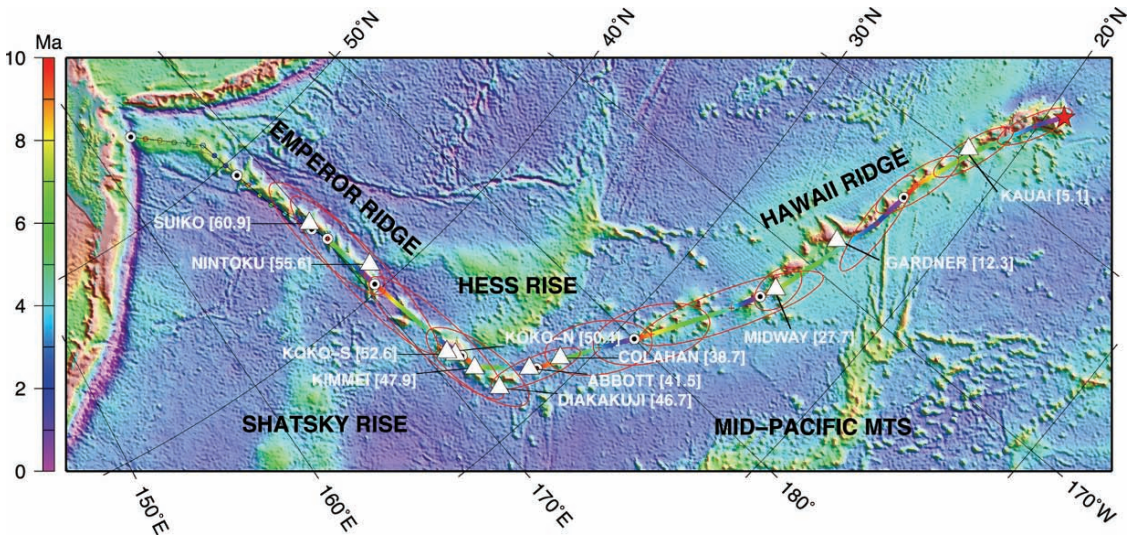 50°N
40°N
30°N
20°N
Ma
10
8
6
4
2
0
EMPEROR RIDGE
HAWAII RIDGE
KAUAI [5.1]
SUIKO [60.9]
NINTOKU [55.6]
GARDNER [12.3]
HESS RISE
MIDWAY [27.7]
KOKO-N [50.4]
KOKO-S [52.6]
COLAHAN [38.7]
KIMMEI [47.9]
ABBOTT [41.5]
DIAKAKUJI [46.7]
SHATSKY RISE
MID-PACIFIC MTS
150°E
160°E
170°E
180°
170°W